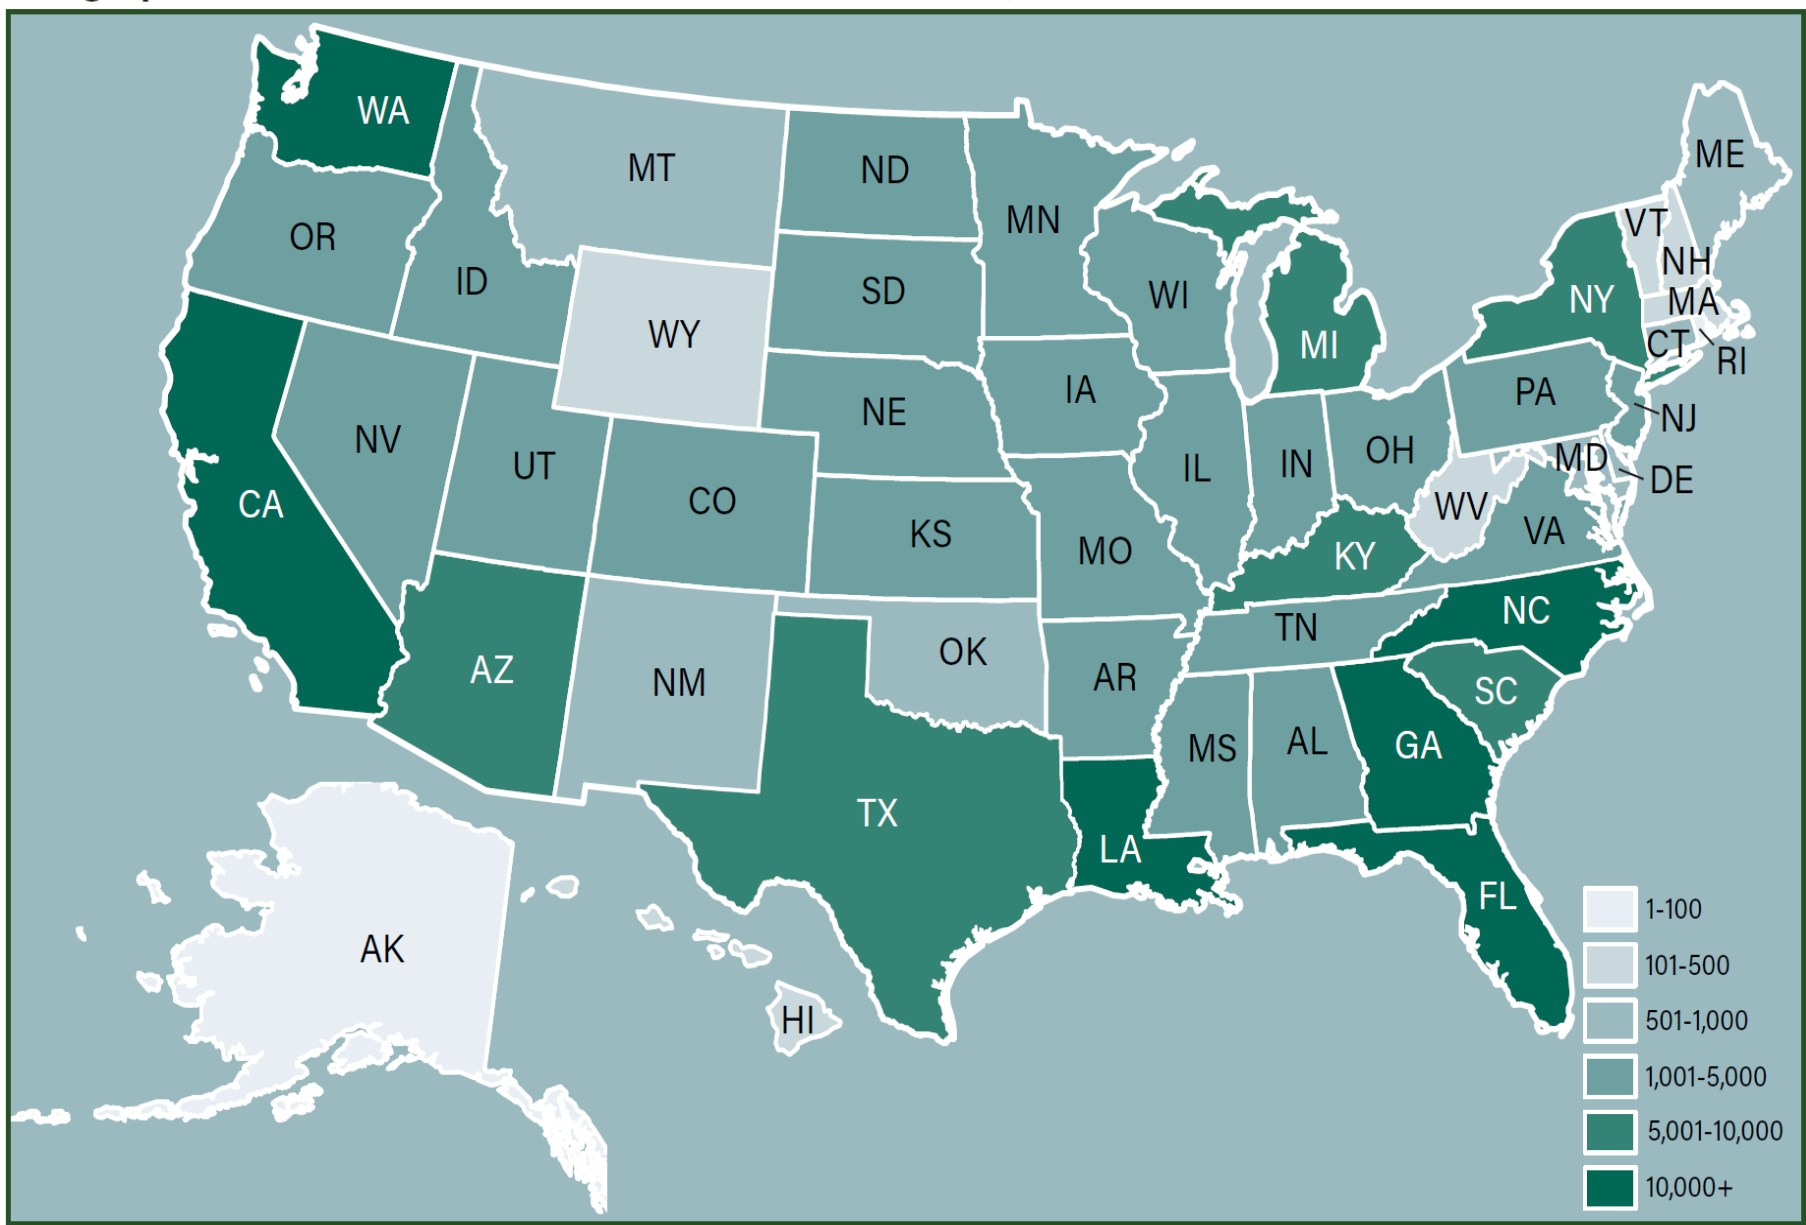 WA
MT
ND
ME
MN
VT
OR
NH
ID
SD
WI
NY
MA
WY
MI
CT
RI
IA
PA
NE
NJ
NV
OH
MD
UT
IL
IN
DE
CO
CA
WV
KS
VA
MO
KY
NC
TN
OK
AZ
AR
NM
SC
MS
AL
GA
TX
LA
FL
AK
HI
1-100
101-500
501-1,000
1,001-5,000
5,001-10,000
10,000+